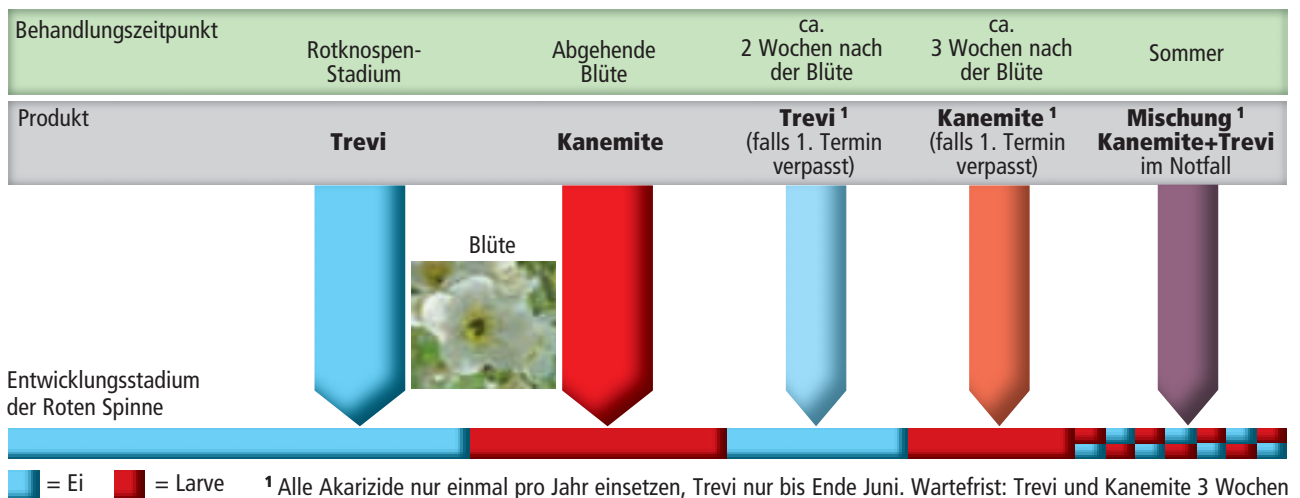 Behandlungszeitpunkt
Rotknospen-
Stadium
Abgehende
Blüte
ca.
2 Wochen nach
der Blüte
ca.
3 Wochen nach
der Blüte
Sommer
Produkt
Trevi
Kanemite
Trevi ¹
(falls 1. Termin
verpasst)
Kanemite ¹
(falls 1. Termin
verpasst)
Mischung ¹
Kanemite+Trevi
im Notfall
Blüte
Entwicklungsstadium
der Roten Spinne
= Ei
= Larve
¹ Alle Akarizide nur einmal pro Jahr einsetzen, Trevi nur bis Ende Juni. Wartefrist: Trevi und Kanemite 3 Wochen